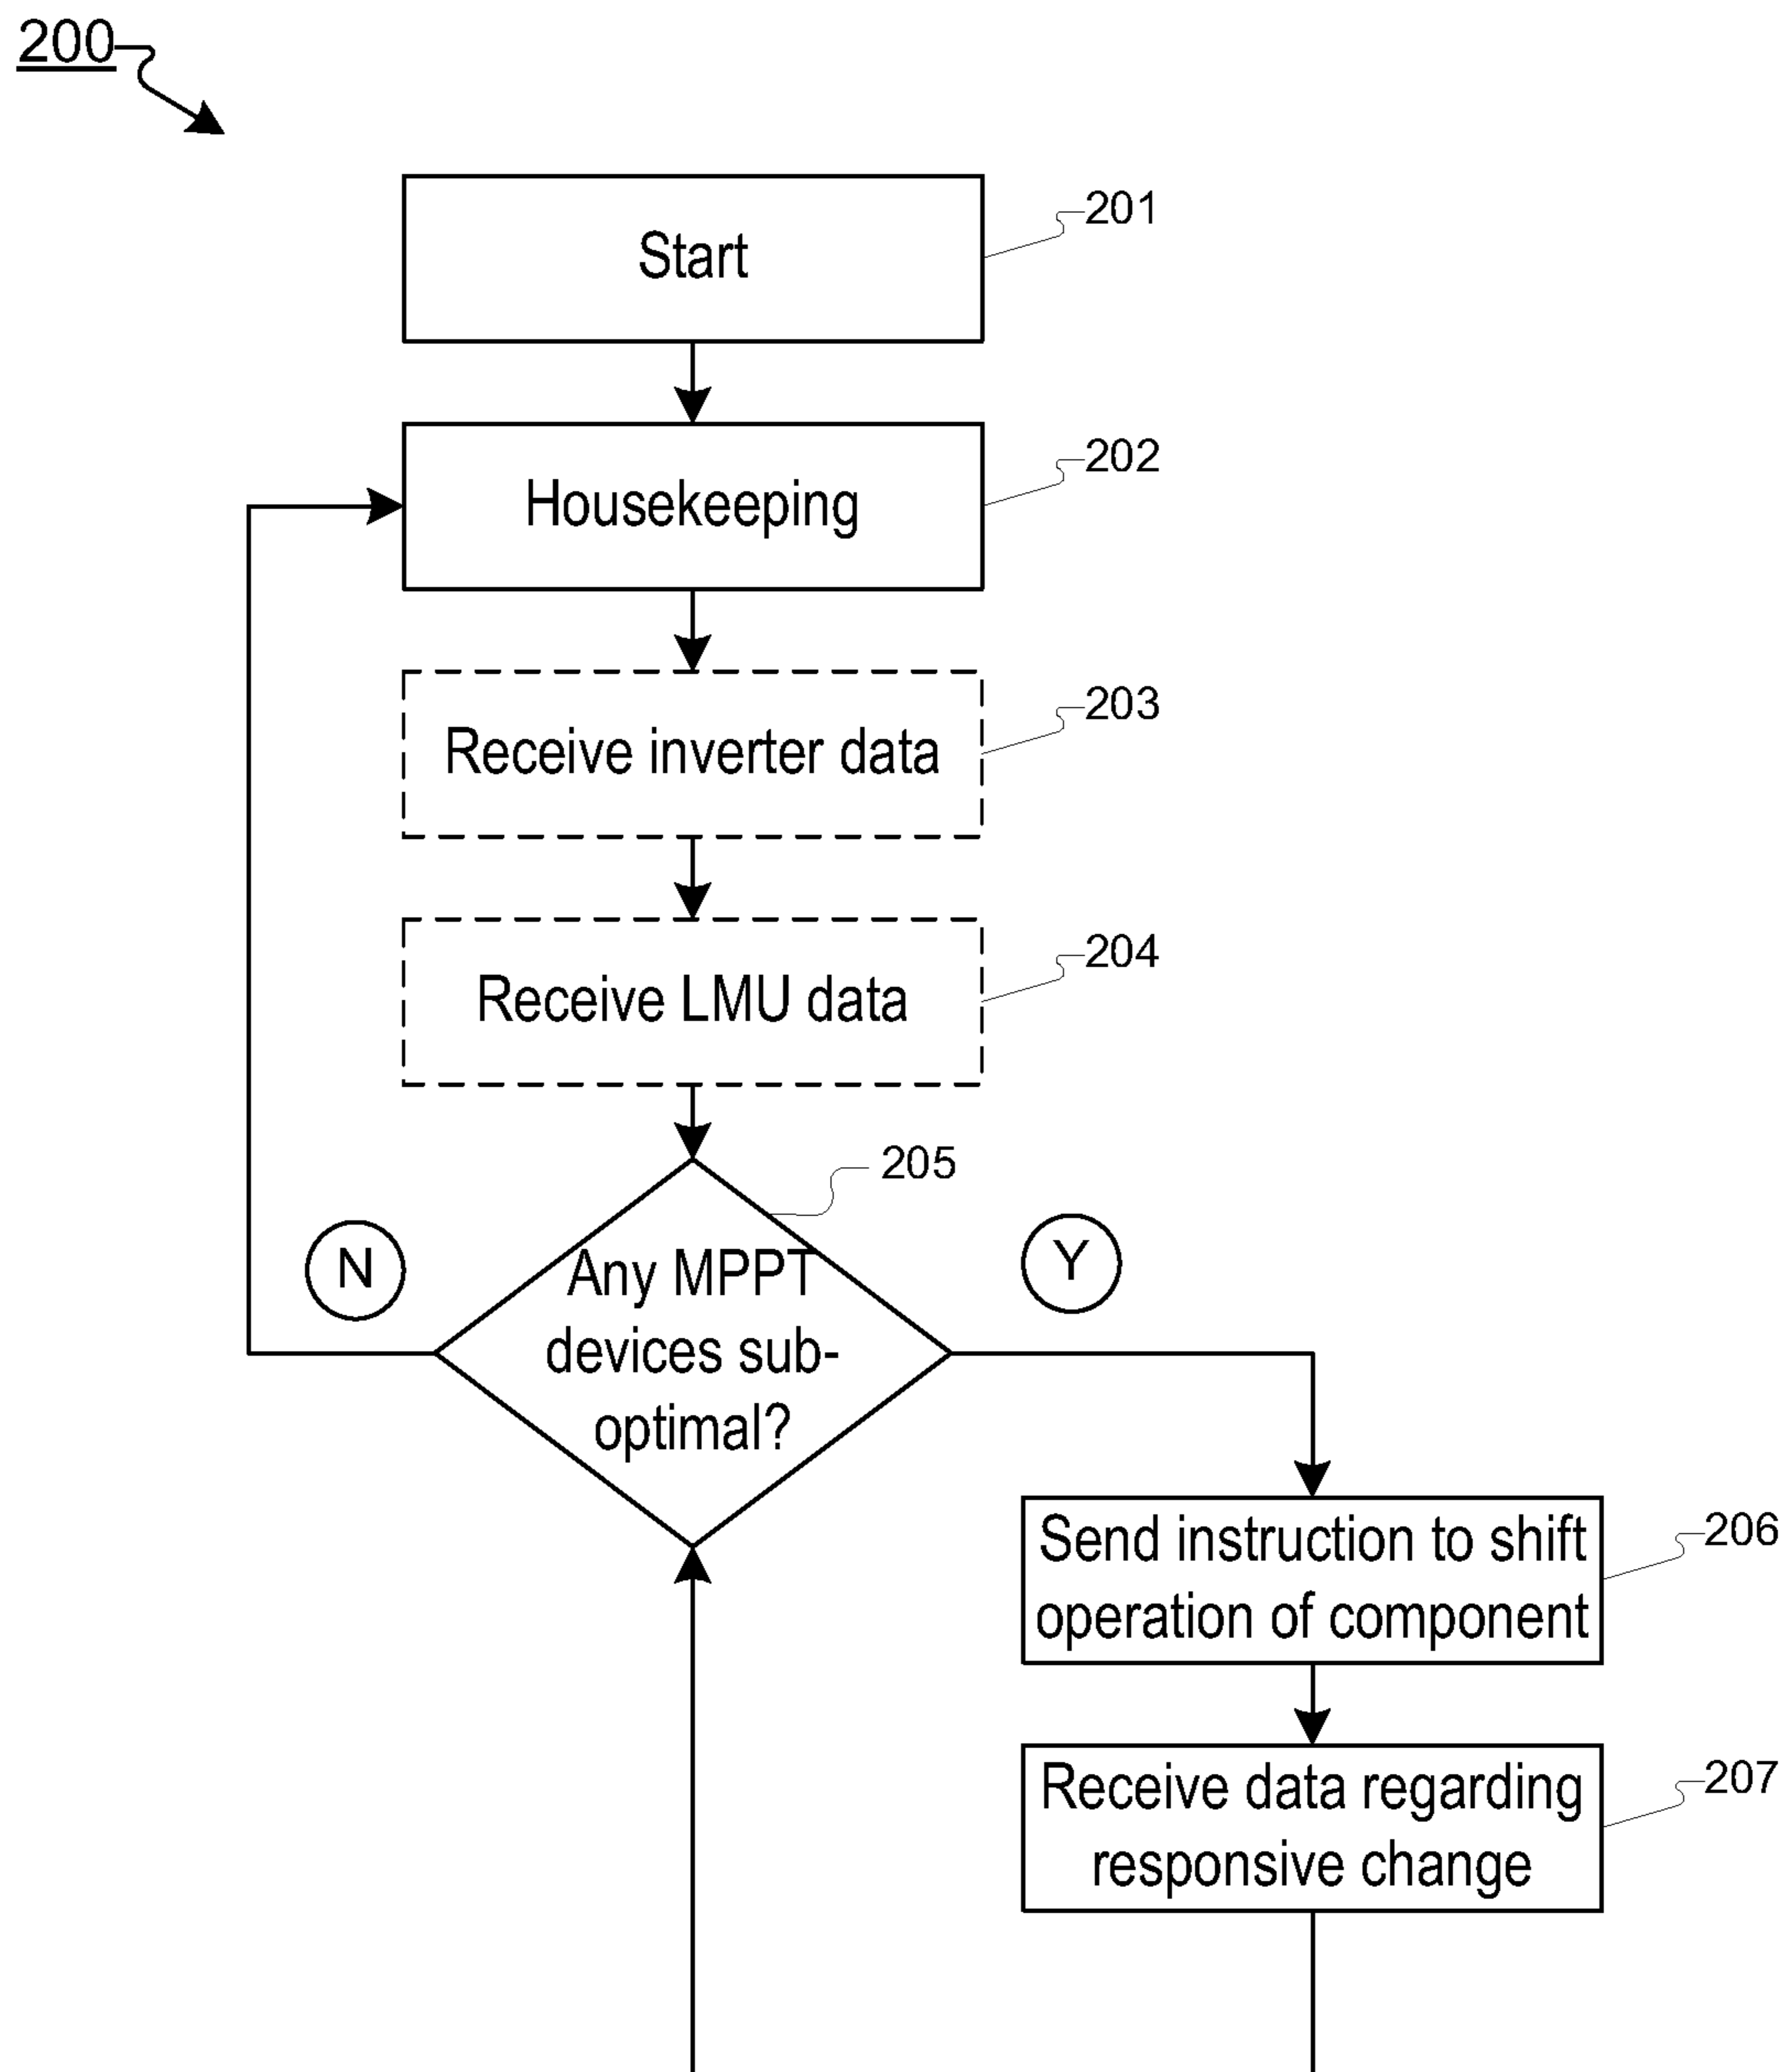 200
Start
201
Housekeeping
202
Receive inverter data
203
Receive LMU data
204
205
N
Any MPPT
devices sub-
optimal?
Y
Send instruction to shift
operation of component
206
Receive data regarding
responsive change
207